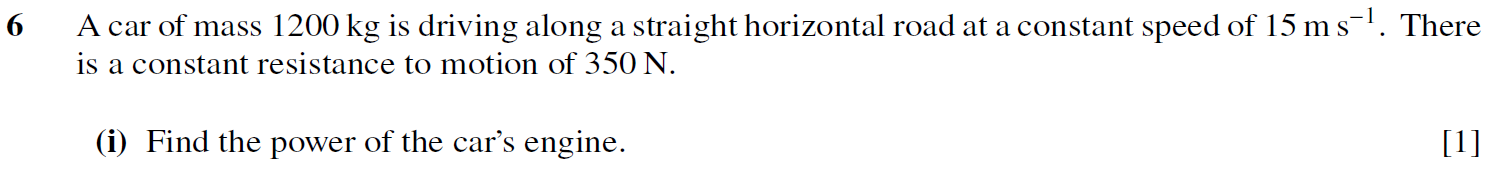 6 A car of mass 1200 kg is driving along a straight horizontal road at a constant speed of 15 m s⁻¹. There
is a constant resistance to motion of 350 N.
(i) Find the power of the car’s engine. [1]